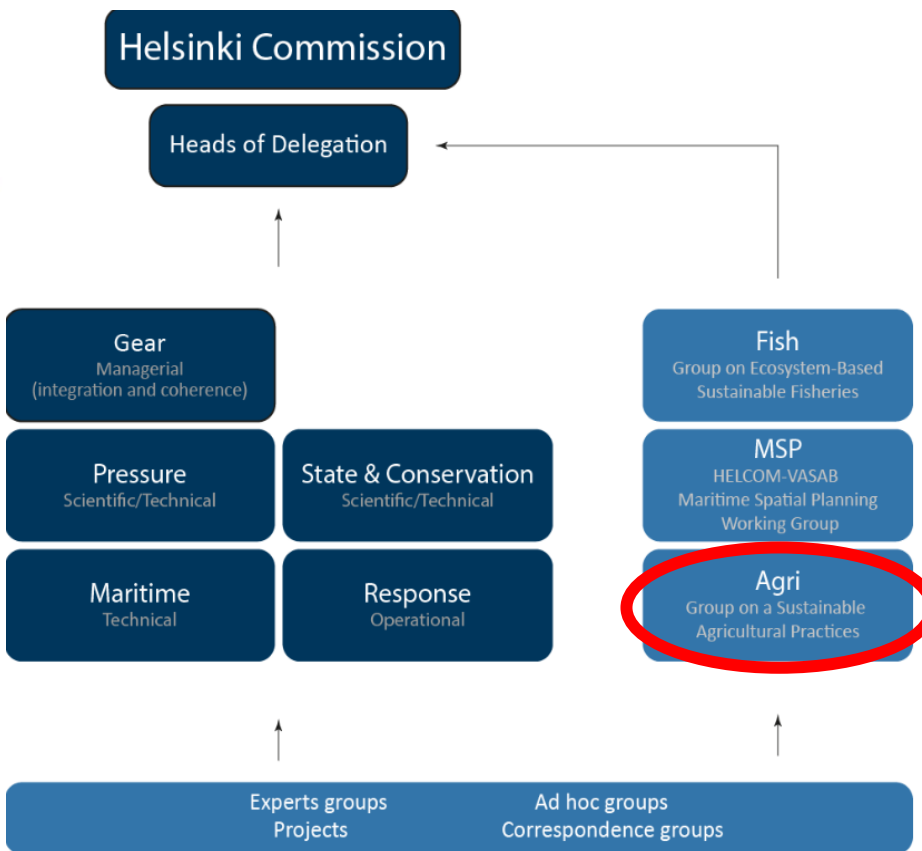 Helsinki Commission
Heads of Delegation
Gear
Managerial
(integration and coherence)
Pressure
Scientific/Technical
State & Conservation
Scientific/Technical
Maritime
Technical
Response
Operational
Fish
Group on Ecosystem-Based
Sustainable Fisheries
MSP
HELCOM-VASAB
Maritime Spatial Planning
Working Group
Agri
Group on a Sustainable
Agricultural Practices
Experts groups
Projects
Ad hoc groups
Correspondence groups